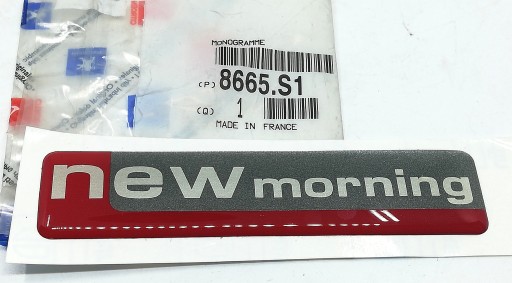 MONOGRAMME
(P) 8665.S1
(Q) 1
MADE IN FRANCE
new morning